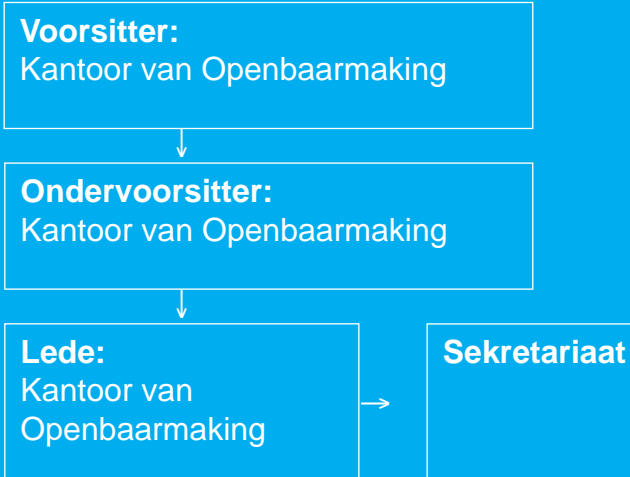 Voorsitter:
Kantoor van Openbaarmaking
Ondervoorsitter:
Kantoor van Openbaarmaking
Lede:
Kantoor van
Openbaarmaking
Sekretariaat